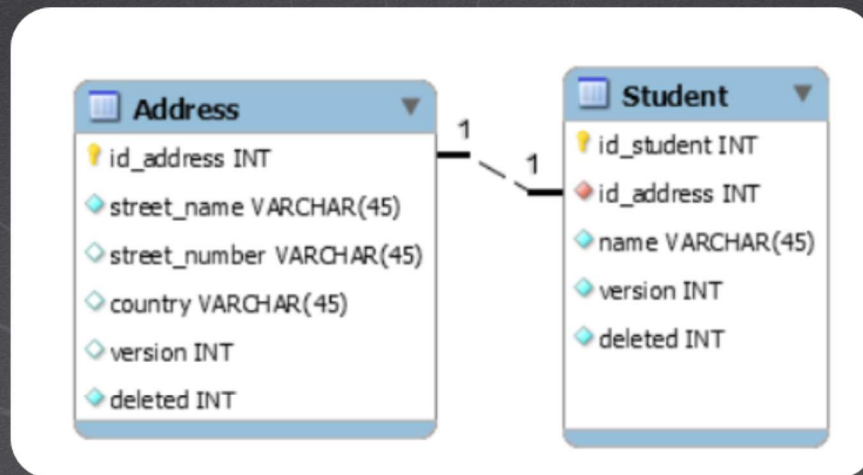 Address
id_address INT
street_name VARCHAR(45)
street_number VARCHAR(45)
country VARCHAR(45)
version INT
deleted INT
1
1
Student
id_student INT
id_address INT
name VARCHAR(45)
version INT
deleted INT